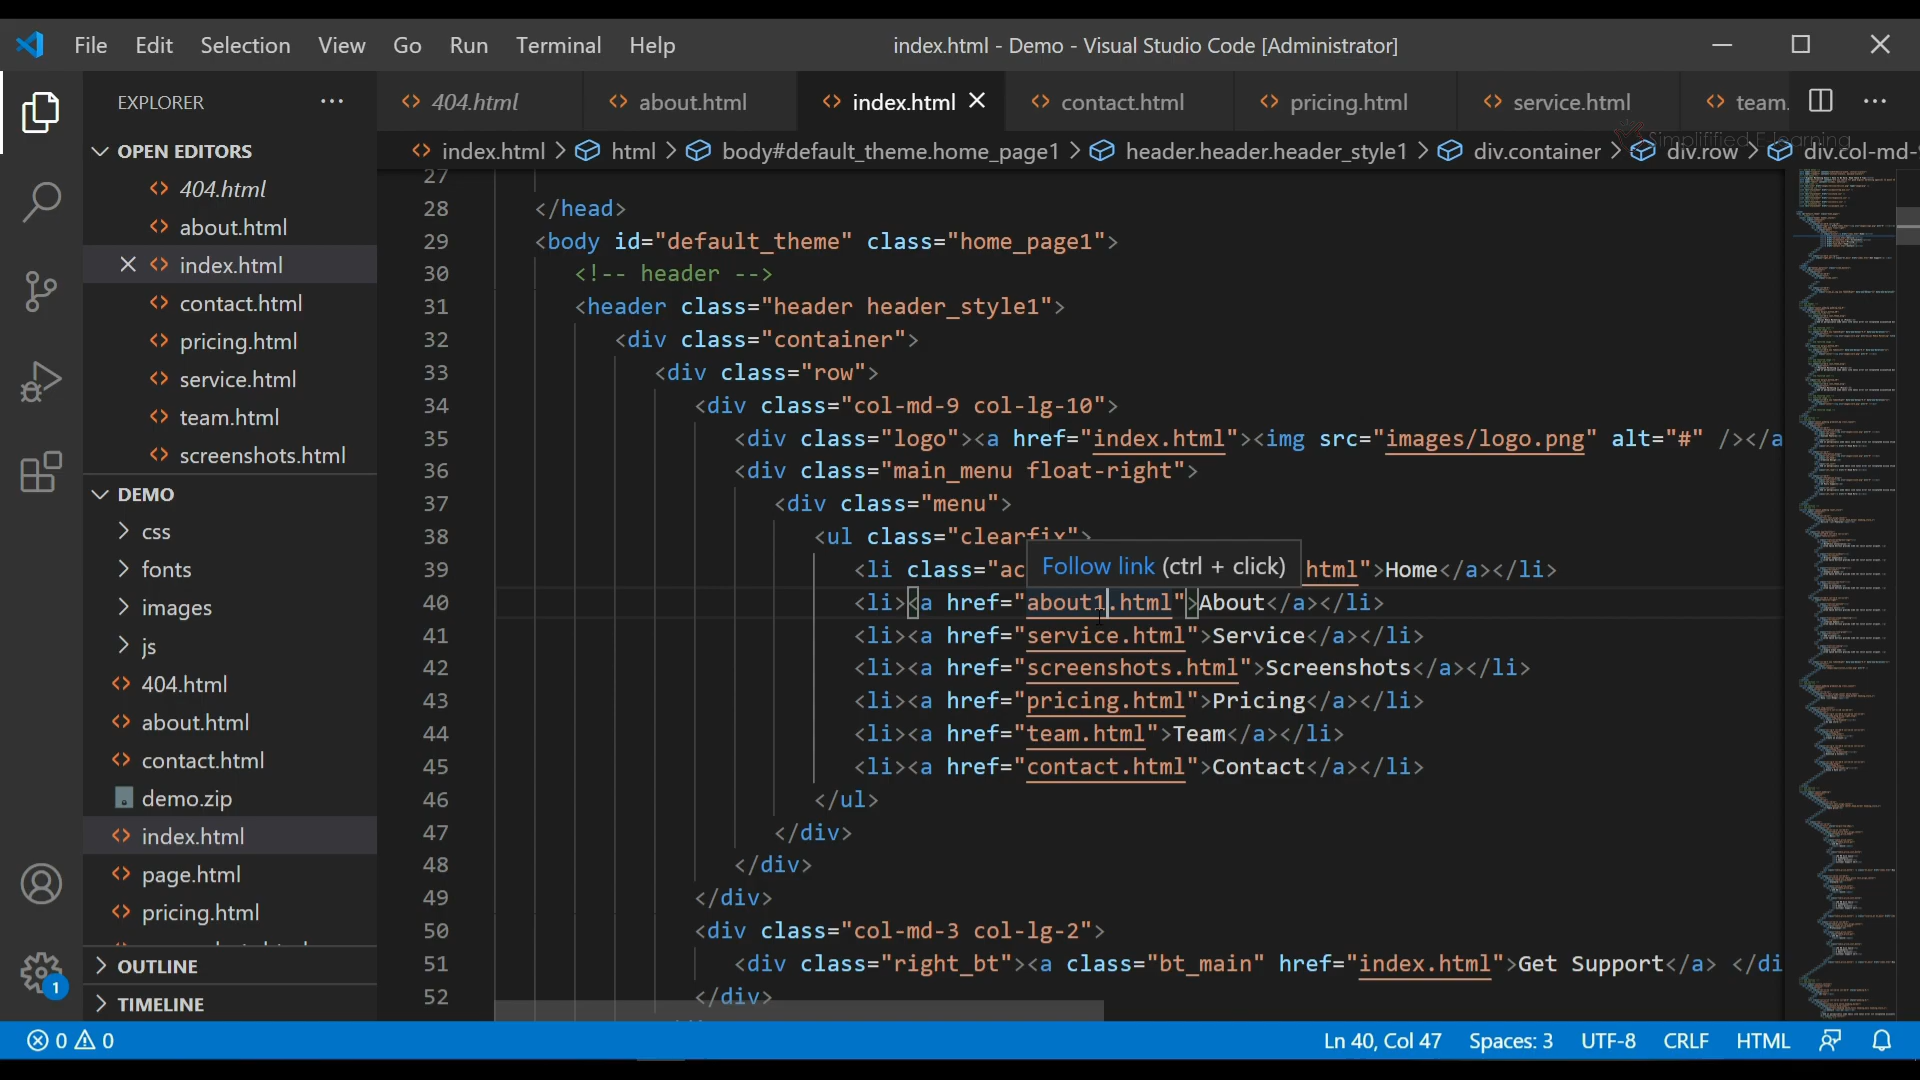 File Edit Selection View Go Run Terminal Help
index.html - Demo - Visual Studio Code [Administrator]
EXPLORER
404.html about.html index.html contact.html pricing.html service.html team.
Simplifified E learning
index.html > html > body#default_theme.home_page1 > header.header.header_style1 > div.container > div.row > div.col-md-9
OPEN EDITORS
404.html
about.html
index.html
contact.html
pricing.html
service.html
team.html
screenshots.html
DEMO
css
fonts
images
js
404.html
about.html
contact.html
demo.zip
index.html
page.html
pricing.html
OUTLINE
TIMELINE
1
27
28 </head>
29 <body id="default_theme" class="home_page1">
30 <!-- header -->
31 <header class="header header_style1">
32 <div class="container">
33 <div class="row">
34 <div class="col-md-9 col-lg-10">
35 <div class="logo"><a href="index.html"><img src="images/logo.png" alt="#" /></a
36 <div class="main_menu float-right">
37 <div class="menu">
38 <ul class="clearfix">
Follow link (ctrl + click)
39 <li class="ac html">Home</a></li>
40 <li><a href="about1.html">About</a></li>
41 <li><a href="service.html">Service</a></li>
42 <li><a href="screenshots.html">Screenshots</a></li>
43 <li><a href="pricing.html">Pricing</a></li>
44 <li><a href="team.html">Team</a></li>
45 <li><a href="contact.html">Contact</a></li>
46 </ul>
47 </div>
48 </div>
49 </div>
50 <div class="col-md-3 col-lg-2">
51 <div class="right_bt"><a class="bt_main" href="index.html">Get Support</a> </di
52 </div>
0 0
Ln 40, Col 47 Spaces: 3 UTF-8 CRLF HTML